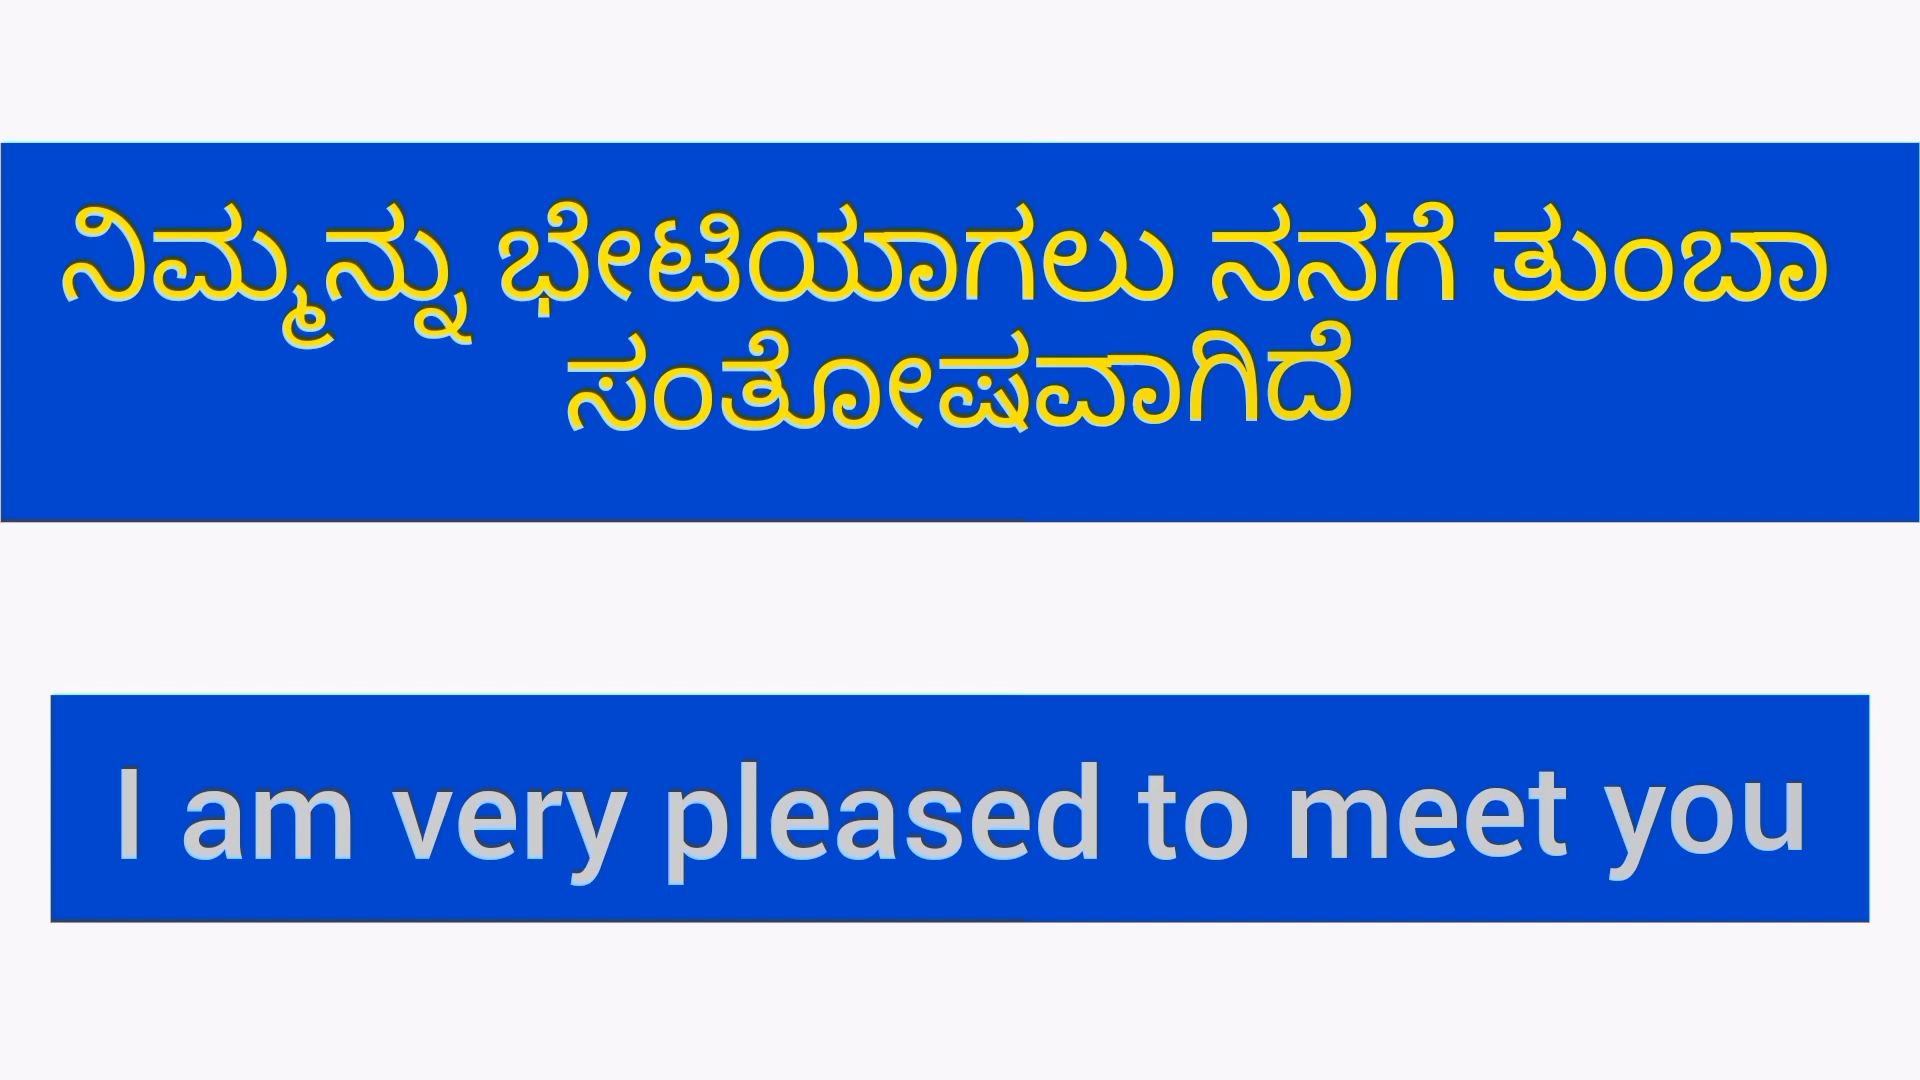 ನಿಮ್ಮನ್ನು ಭೇಟಿಯಾಗಲು ನನಗೆ ತುಂಬಾ
ಸಂತೋಷವಾಗಿದೆ
I am very pleased to meet you